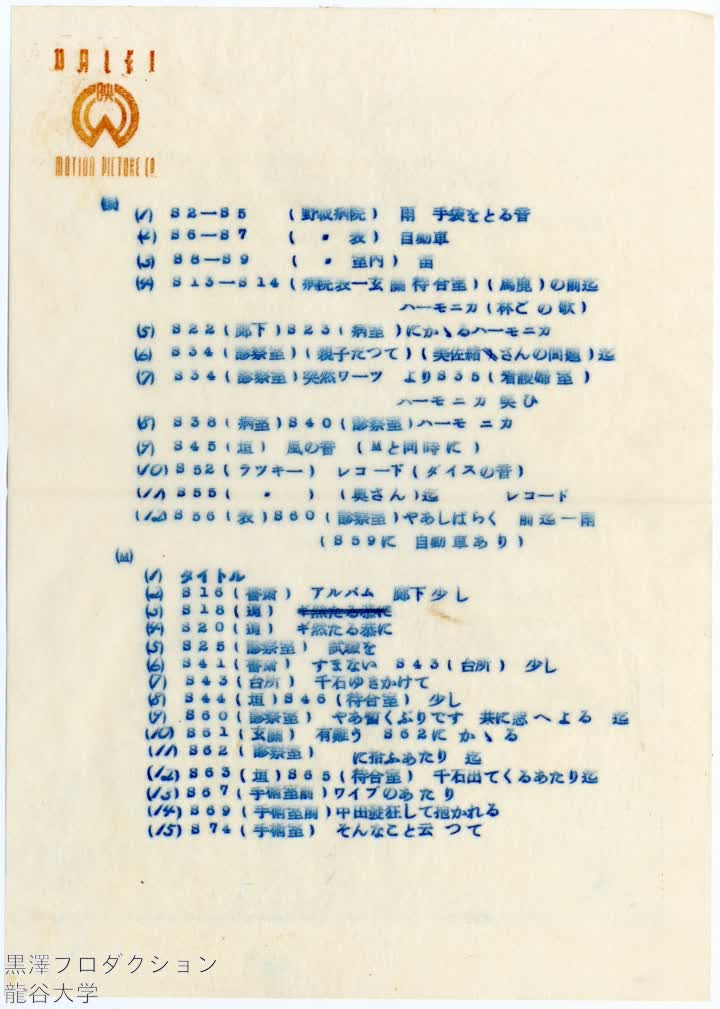 DAIEI
映
MOTION PICTURE CO.
(1) S2—S5 (野戦病院) 雨 手袋をとる音
(2) S6—S7 ( 〃 表) 自動車
(3) S8—S9 ( 〃 室内) 雷
(4) S13—S14 (病院表—玄関待合室)(馬鹿)の前迄
ハーモニカ(林ごの歌)
(5) S22(廊下)S23(病室)にかゝるハーモニカ
(6) S34(診察室)(親子だつて)(美佐緒さんの問題)迄
(7) S34(診察室)突然ワーツ よりS35(看護婦室)
ハーモニカ 笑ひ
(8) S38(病室)S40(診察室)ハーモニカ
(9) S45(垣) 風の音 (Mと同時に)
(10) S52(ラツキー) レコード(ダイスの音)
(11) S55( 〃 ) (奥さん)迄 レコード
(12) S56(表)S60(診察室)やあしばらく 前迄—雨
(S59に 自動車あり)
(M)
(1) タイトル
(2) S16(書斎) アルバム 廊下少し
(3) S18(道) ギ然たる恭に
(4) S20(道) ギ然たる恭に
(5) S25(診察室) 試験を
(6) S41(書斎) すまない S43(台所) 少し
(7) S43(台所) 千石ゆきかけて
(8) S44(垣)S46(待合室) 少し
(9) S60(診察室) やあ暫くぶりです 共に窓へよる 迄
(10) S61(玄関) 有難う S62にかゝる
(11) S62(診察室) に拾ふあたり 迄
(12) S63(垣)S65(待合室) 千石出てくるあたり迄
(13) S67(手術室前)ワイプのあたり
(14) S69(手術室前)中田発狂して抱かれる
(15) S74(手術室) そんなこと云つて
黒澤プロダクション
龍谷大学